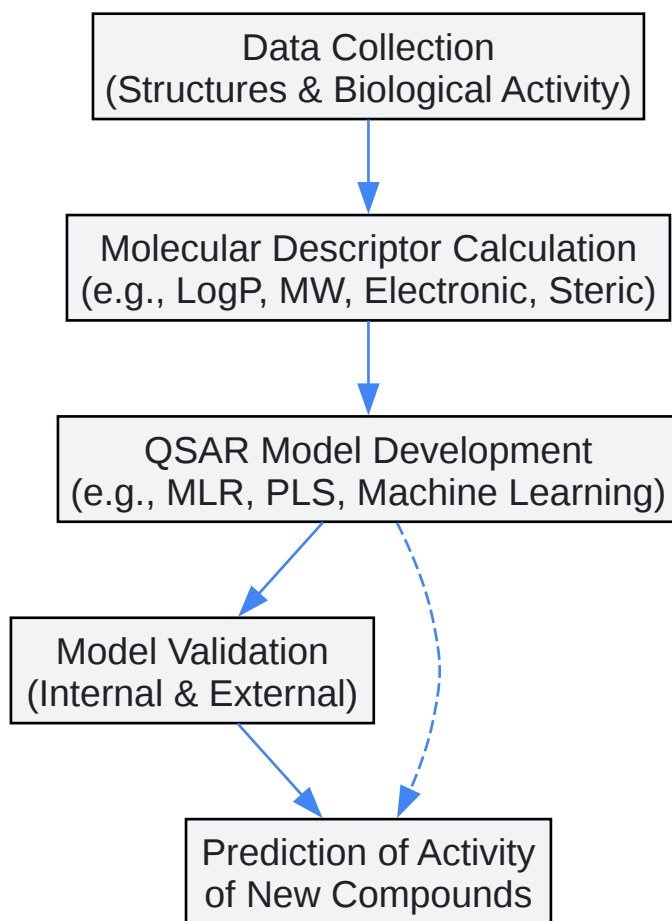 Data Collection
(Structures & Biological Activity)
Molecular Descriptor Calculation
(e.g., LogP, MW, Electronic, Steric)
QSAR Model Development
(e.g., MLR, PLS, Machine Learning)
Model Validation
(Internal & External)
Prediction of Activity
of New Compounds